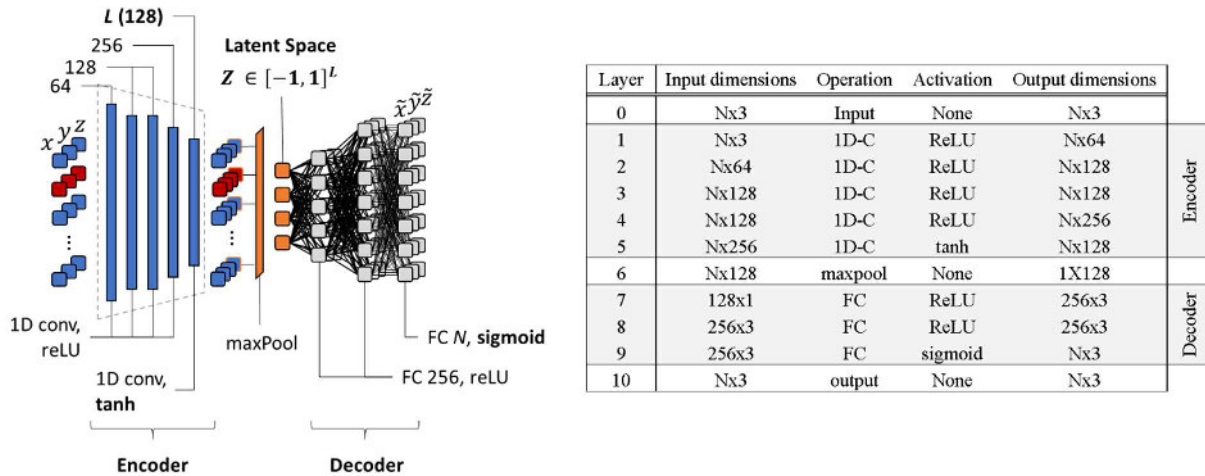 L (128)
256
128
64
x y z
Latent Space
Z ∈ [-1, 1]^L
x̃ ỹ z̃
1D conv,
reLU
maxPool
FC N, sigmoid
FC 256, reLU
1D conv,
tanh
Encoder
Decoder
Layer Input dimensions Operation Activation Output dimensions
0 Nx3 Input None Nx3
1 Nx3 1D-C ReLU Nx64
2 Nx64 1D-C ReLU Nx128
3 Nx128 1D-C ReLU Nx128
4 Nx128 1D-C ReLU Nx256
5 Nx256 1D-C tanh Nx128
Encoder
6 Nx128 maxpool None 1X128
7 128x1 FC ReLU 256x3
8 256x3 FC ReLU 256x3
9 256x3 FC sigmoid Nx3
Decoder
10 Nx3 output None Nx3